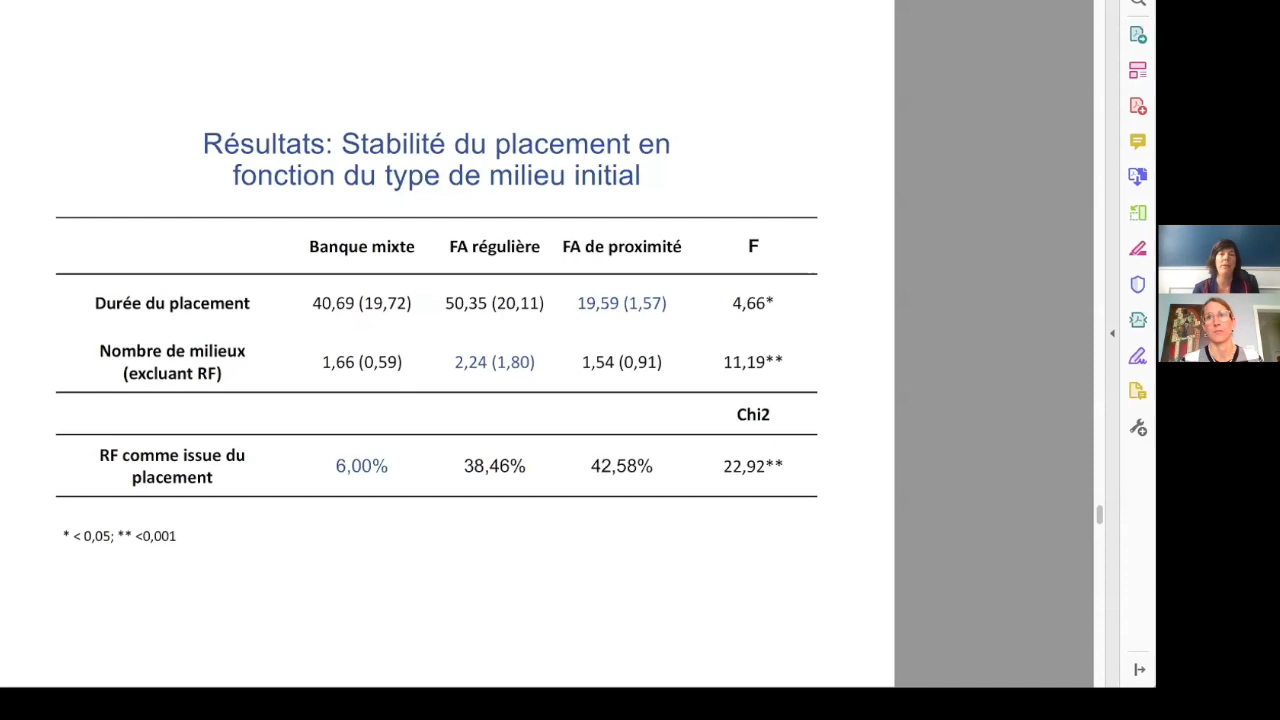 Résultats: Stabilité du placement en
fonction du type de milieu initial
Banque mixte FA régulière FA de proximité F
Durée du placement 40,69 (19,72) 50,35 (20,11) 19,59 (1,57) 4,66*
Nombre de milieux
(excluant RF) 1,66 (0,59) 2,24 (1,80) 1,54 (0,91) 11,19**
Chi2
RF comme issue du
placement 6,00% 38,46% 42,58% 22,92**
* < 0,05; ** <0,001